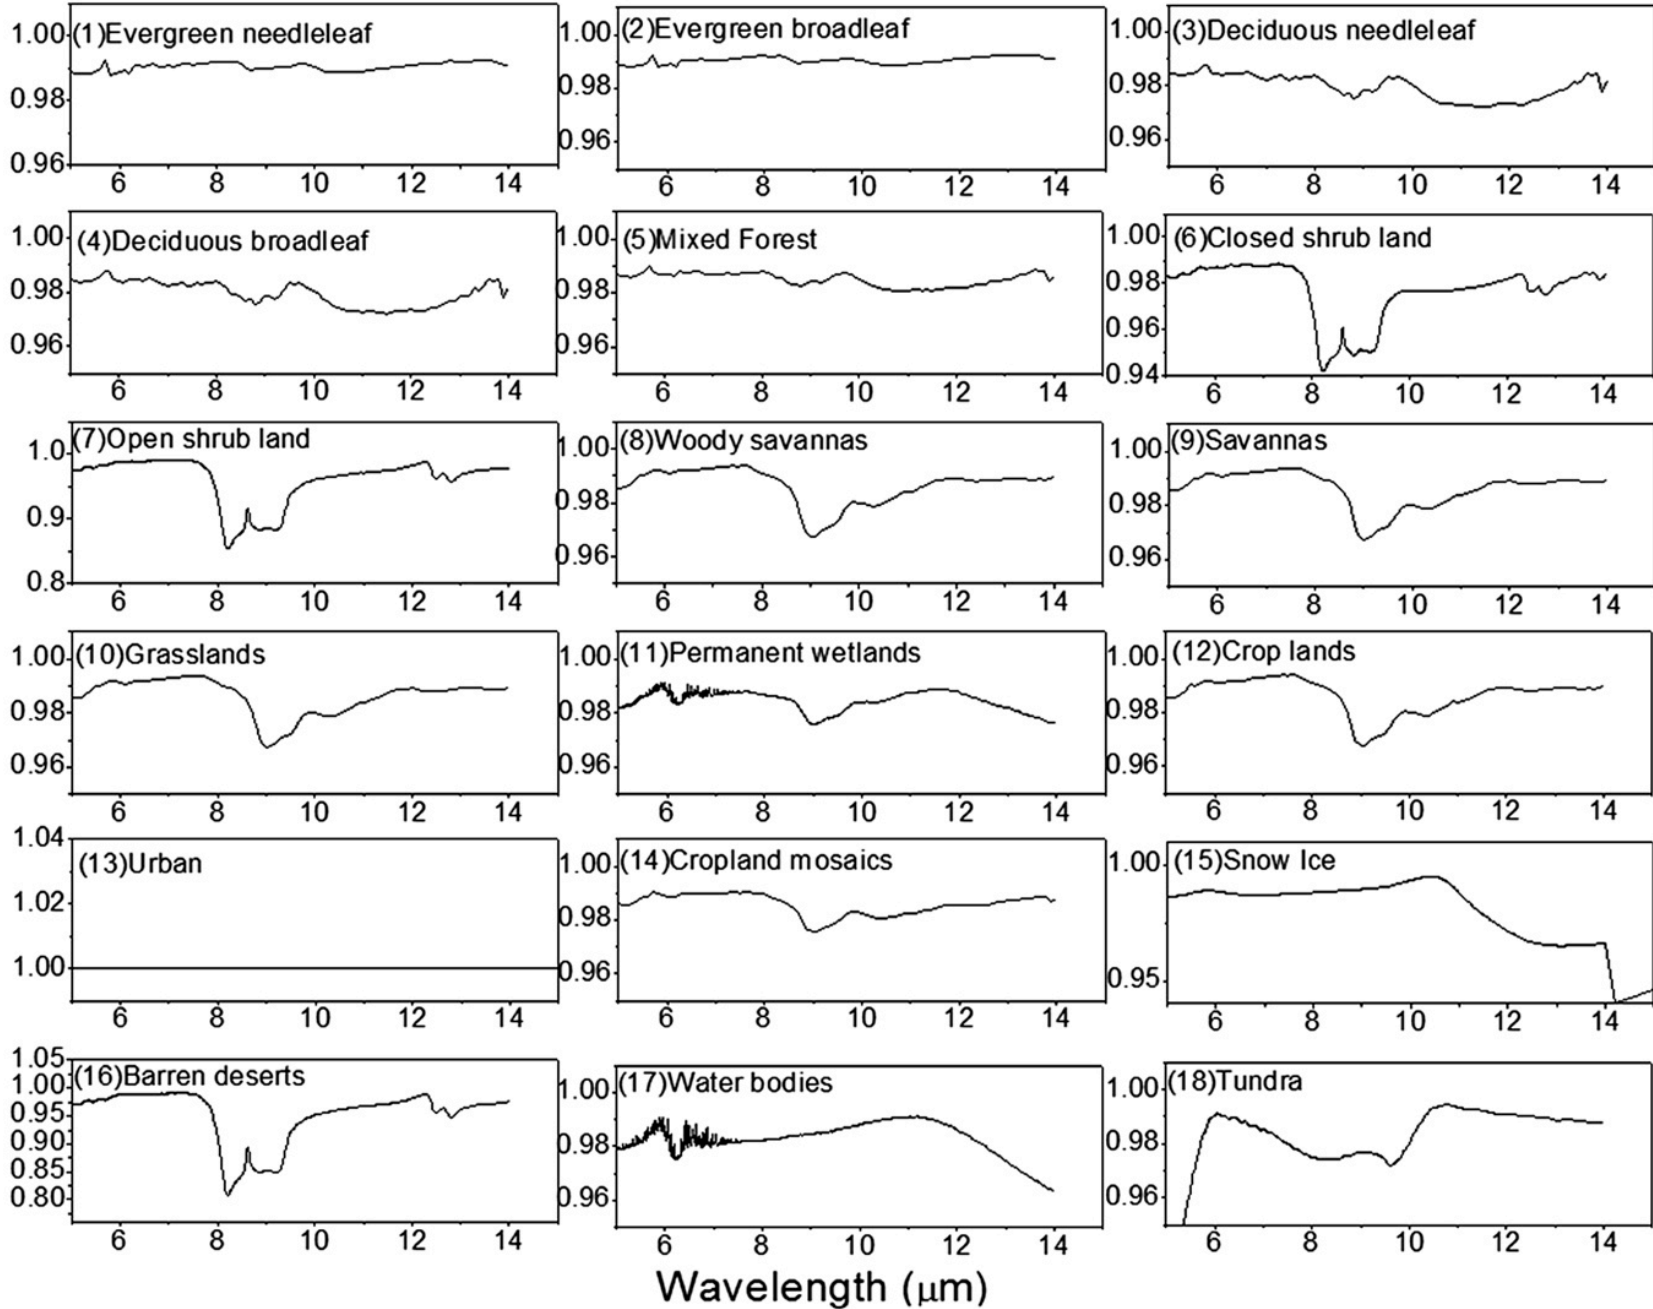 (1)Evergreen needleleaf
1.00
0.98
0.96
6 8 10 12 14
(2)Evergreen broadleaf
1.00
0.98
0.96
6 8 10 12 14
(3)Deciduous needleleaf
1.00
0.98
0.96
6 8 10 12 14
(4)Deciduous broadleaf
1.00
0.98
0.96
6 8 10 12 14
(5)Mixed Forest
1.00
0.98
0.96
6 8 10 12 14
(6)Closed shrub land
1.00
0.98
0.96
0.94
6 8 10 12 14
(7)Open shrub land
1.0
0.9
0.8
6 8 10 12 14
(8)Woody savannas
1.00
0.98
0.96
6 8 10 12 14
(9)Savannas
1.00
0.98
0.96
6 8 10 12 14
(10)Grasslands
1.00
0.98
0.96
6 8 10 12 14
(11)Permanent wetlands
1.00
0.98
0.96
6 8 10 12 14
(12)Crop lands
1.00
0.98
0.96
6 8 10 12 14
(13)Urban
1.04
1.02
1.00
6 8 10 12 14
(14)Cropland mosaics
1.00
0.98
0.96
6 8 10 12 14
(15)Snow Ice
1.00
0.95
6 8 10 12 14
(16)Barren deserts
1.05
1.00
0.95
0.90
0.85
0.80
6 8 10 12 14
(17)Water bodies
1.00
0.98
0.96
6 8 10 12 14
(18)Tundra
1.00
0.98
0.96
6 8 10 12 14
Wavelength (μm)